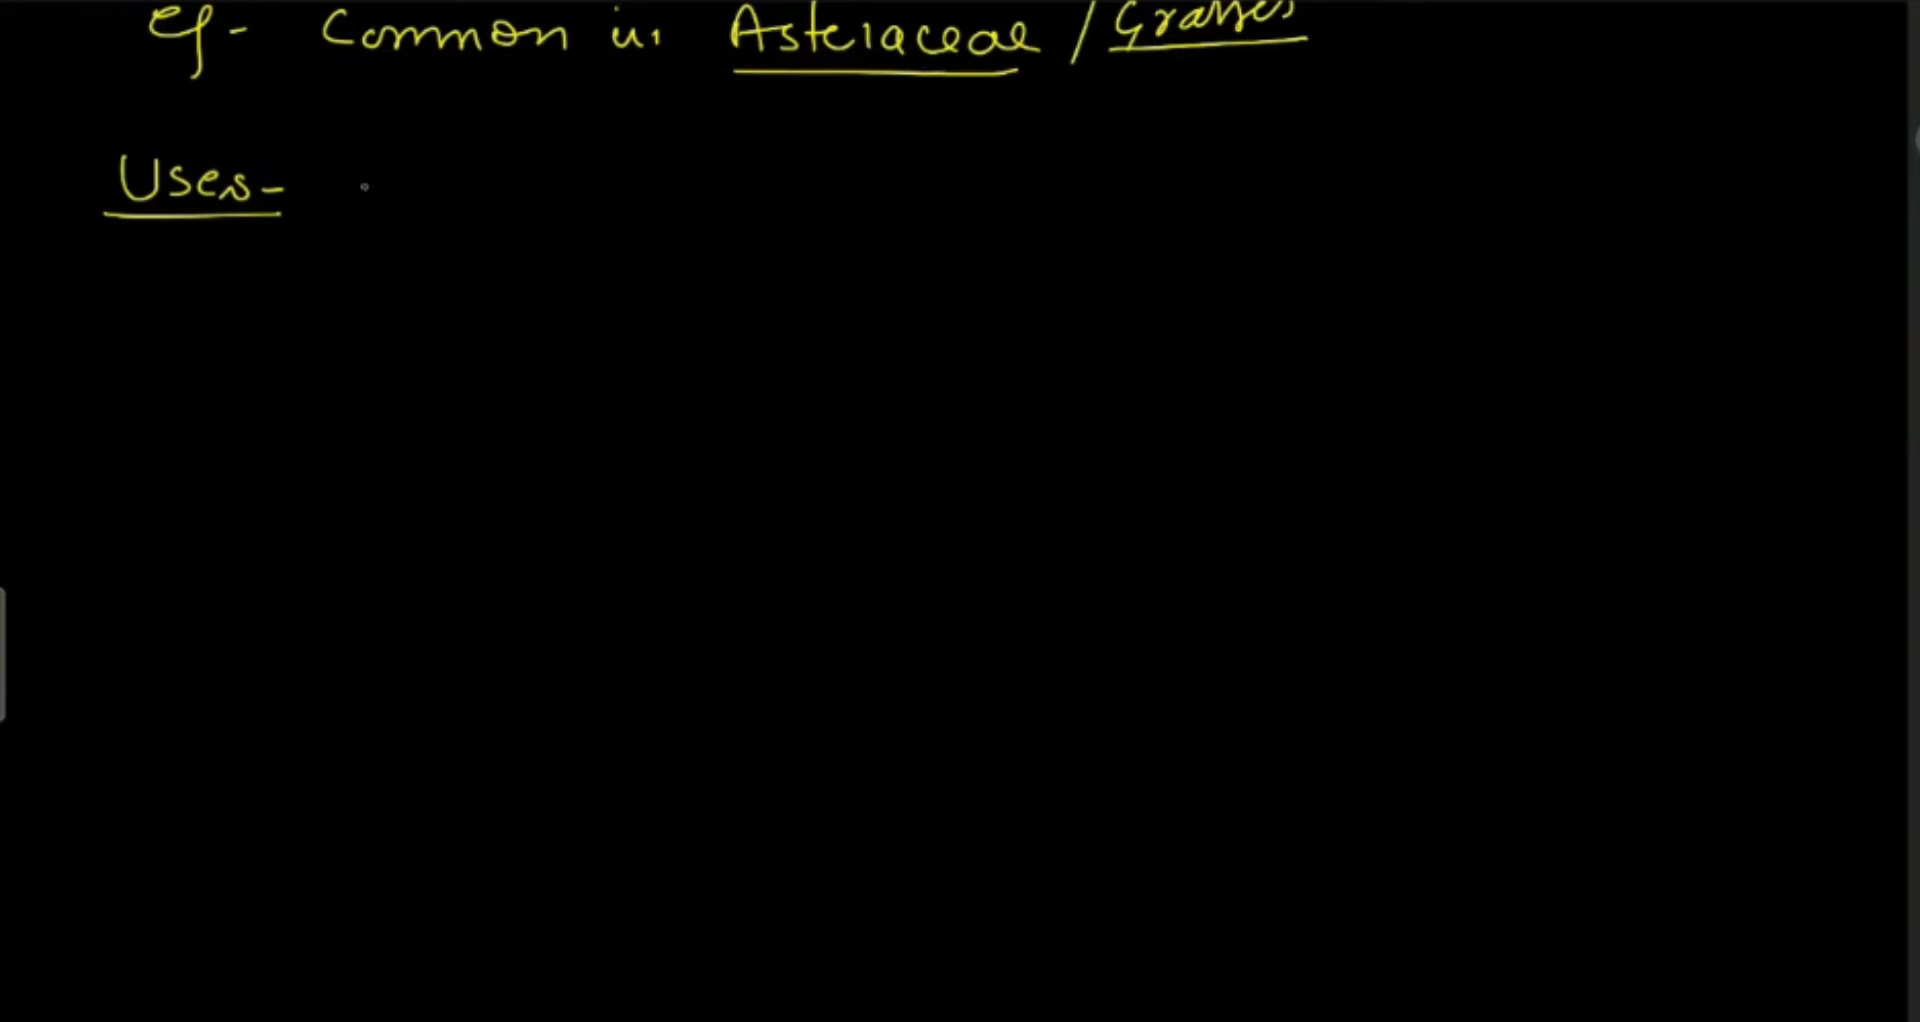 eg- Common in Asteraceae / Grasses
Uses-